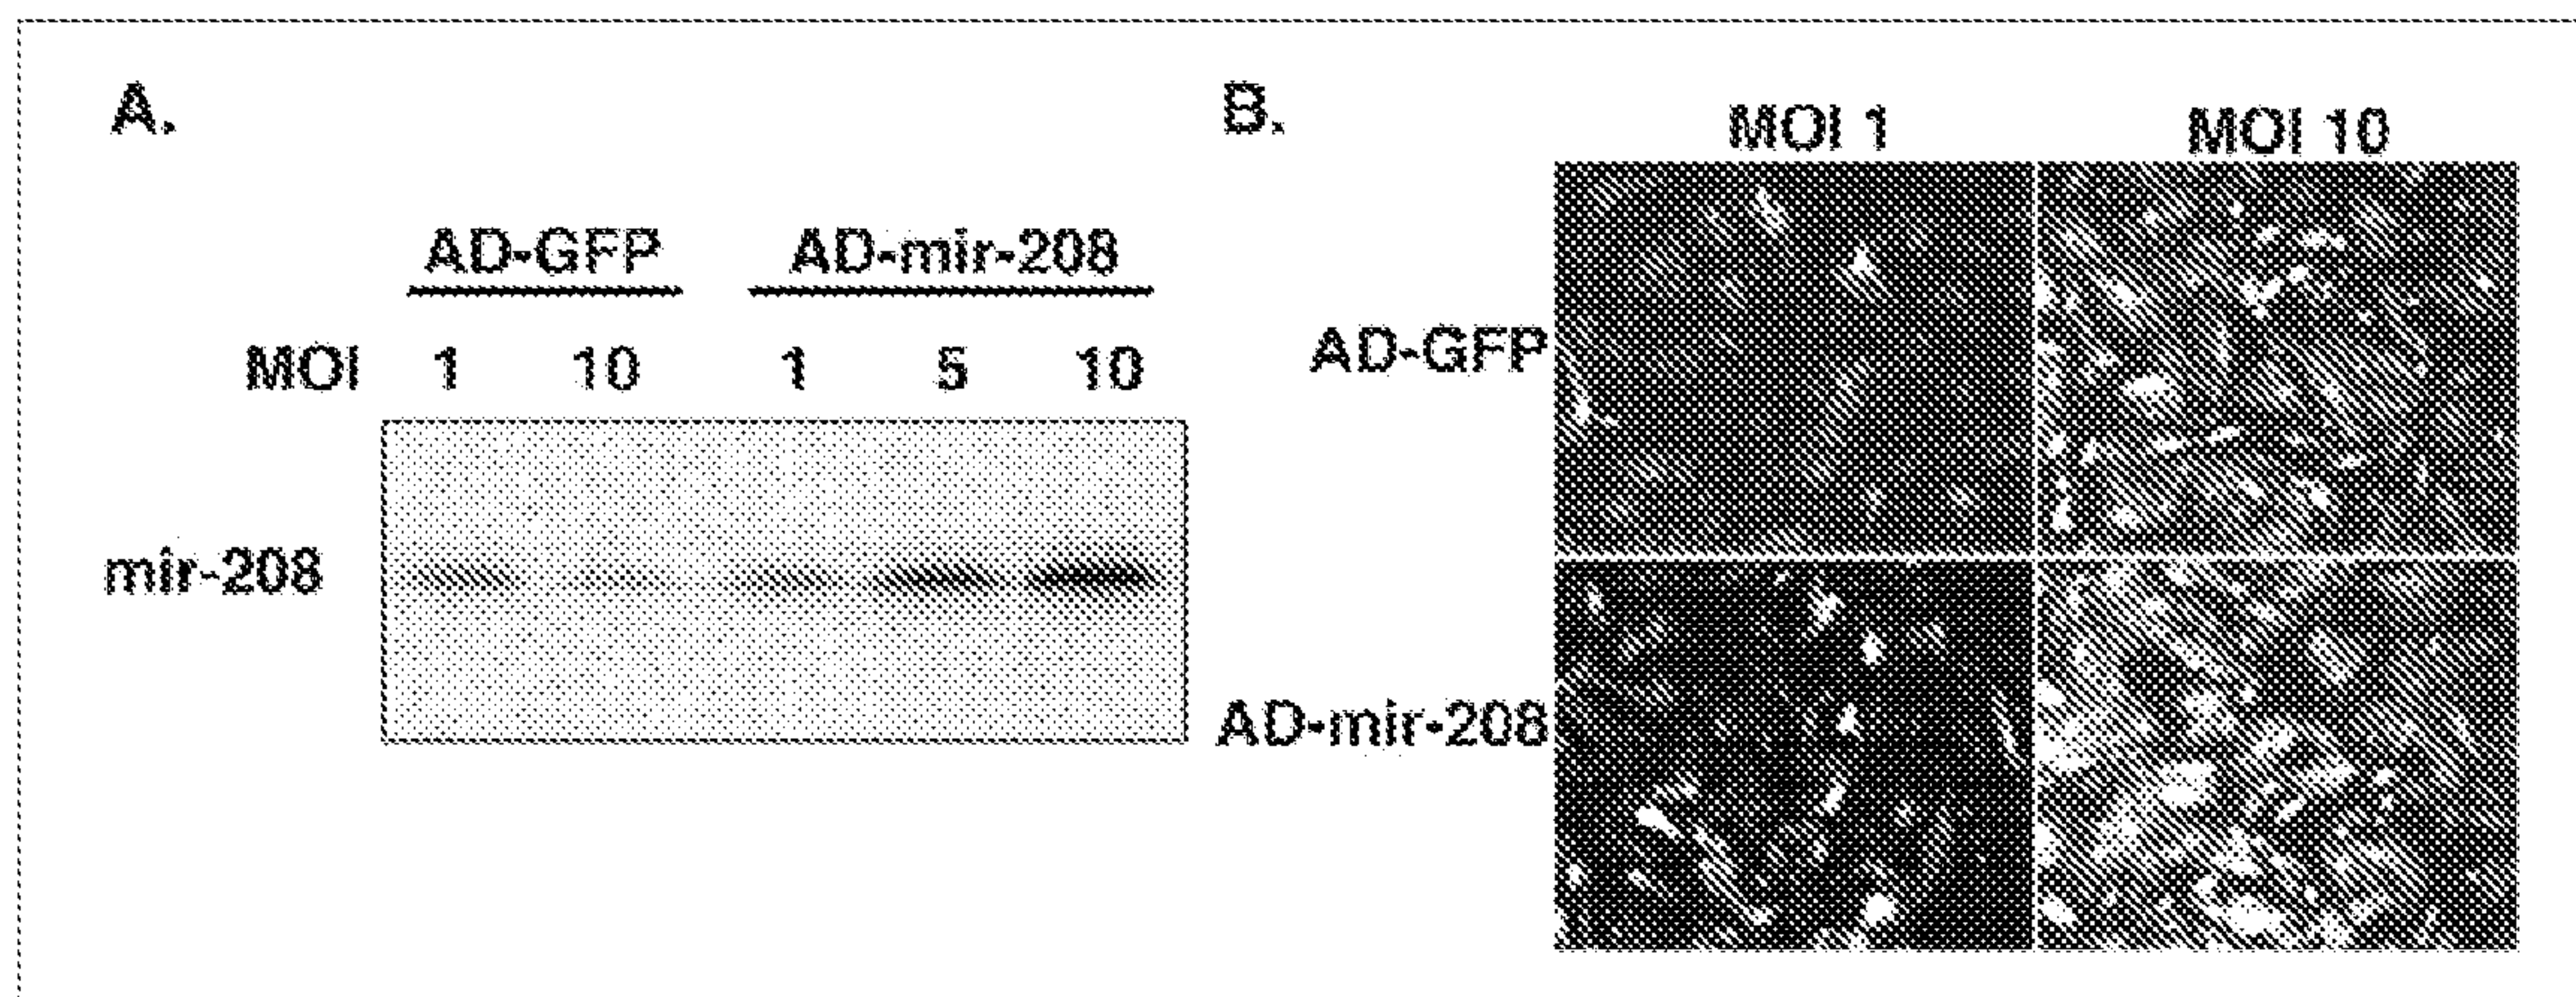 A.
AD-GFP AD-mir-208
MOI 1 10 1 5 10
mir-208
B.
MOI 1 MOI 10
AD-GFP
AD-mir-208